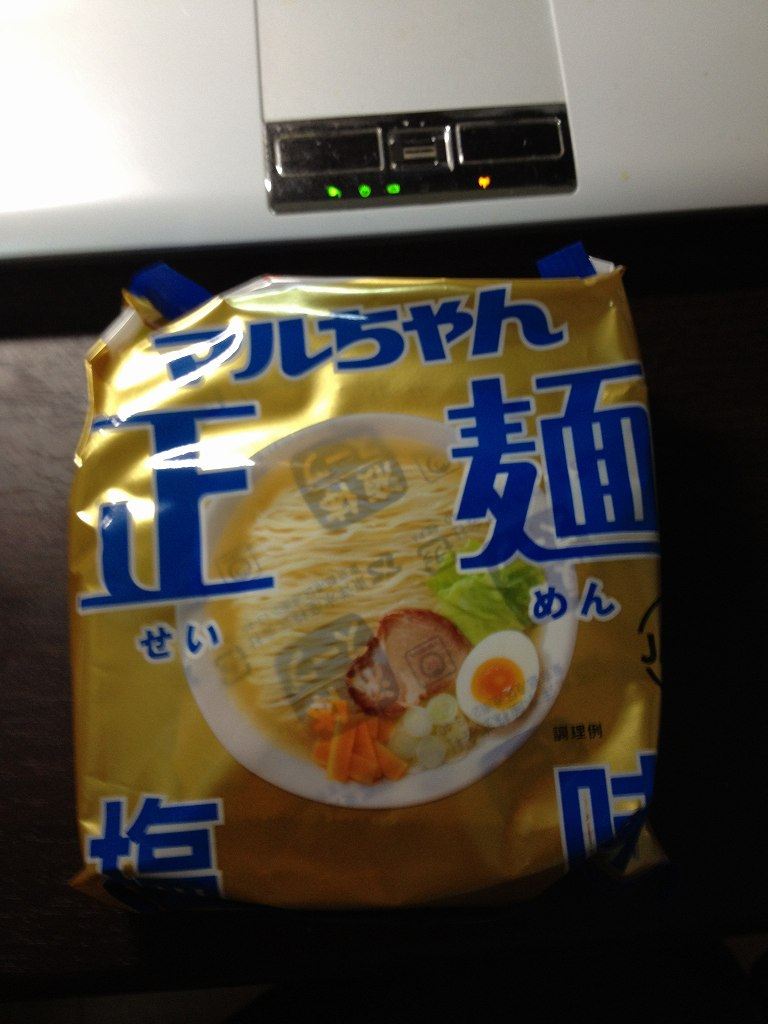 マルちゃん
正麺
せいめん
調理例
塩味